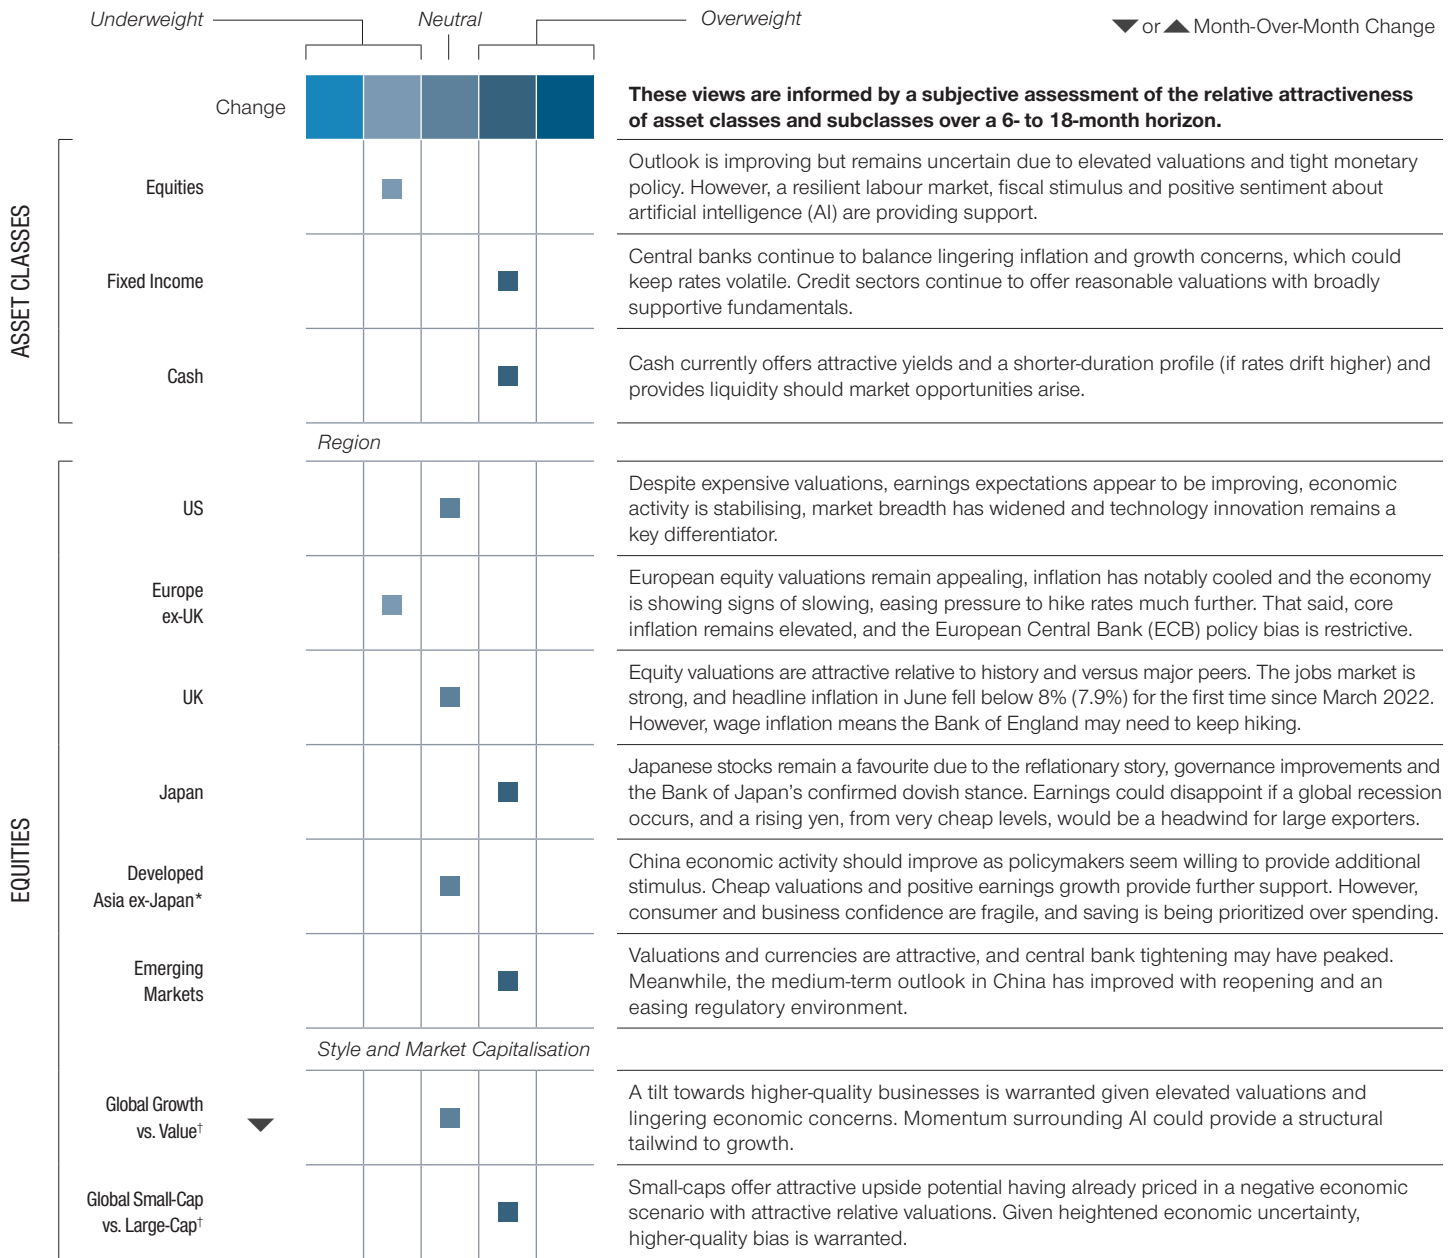 Underweight
Neutral
Overweight
▼ or ▲ Month-Over-Month Change
Change
These views are informed by a subjective assessment of the relative attractiveness
of asset classes and subclasses over a 6- to 18-month horizon.
ASSET CLASSES
Equities
Outlook is improving but remains uncertain due to elevated valuations and tight monetary
policy. However, a resilient labour market, fiscal stimulus and positive sentiment about
artificial intelligence (AI) are providing support.
Fixed Income
Central banks continue to balance lingering inflation and growth concerns, which could
keep rates volatile. Credit sectors continue to offer reasonable valuations with broadly
supportive fundamentals.
Cash
Cash currently offers attractive yields and a shorter-duration profile (if rates drift higher) and
provides liquidity should market opportunities arise.
EQUITIES
Region
US
Despite expensive valuations, earnings expectations appear to be improving, economic
activity is stabilising, market breadth has widened and technology innovation remains a
key differentiator.
Europe
ex-UK
European equity valuations remain appealing, inflation has notably cooled and the economy
is showing signs of slowing, easing pressure to hike rates much further. That said, core
inflation remains elevated, and the European Central Bank (ECB) policy bias is restrictive.
UK
Equity valuations are attractive relative to history and versus major peers. The jobs market is
strong, and headline inflation in June fell below 8% (7.9%) for the first time since March 2022.
However, wage inflation means the Bank of England may need to keep hiking.
Japan
Japanese stocks remain a favourite due to the reflationary story, governance improvements and
the Bank of Japan's confirmed dovish stance. Earnings could disappoint if a global recession
occurs, and a rising yen, from very cheap levels, would be a headwind for large exporters.
Developed
Asia ex-Japan*
China economic activity should improve as policymakers seem willing to provide additional
stimulus. Cheap valuations and positive earnings growth provide further support. However,
consumer and business confidence are fragile, and saving is being prioritized over spending.
Emerging
Markets
Valuations and currencies are attractive, and central bank tightening may have peaked.
Meanwhile, the medium-term outlook in China has improved with reopening and an
easing regulatory environment.
Style and Market Capitalisation
Global Growth
vs. Value†
▼
A tilt towards higher-quality businesses is warranted given elevated valuations and
lingering economic concerns. Momentum surrounding AI could provide a structural
tailwind to growth.
Global Small-Cap
vs. Large-Cap†
Small-caps offer attractive upside potential having already priced in a negative economic
scenario with attractive relative valuations. Given heightened economic uncertainty,
higher-quality bias is warranted.